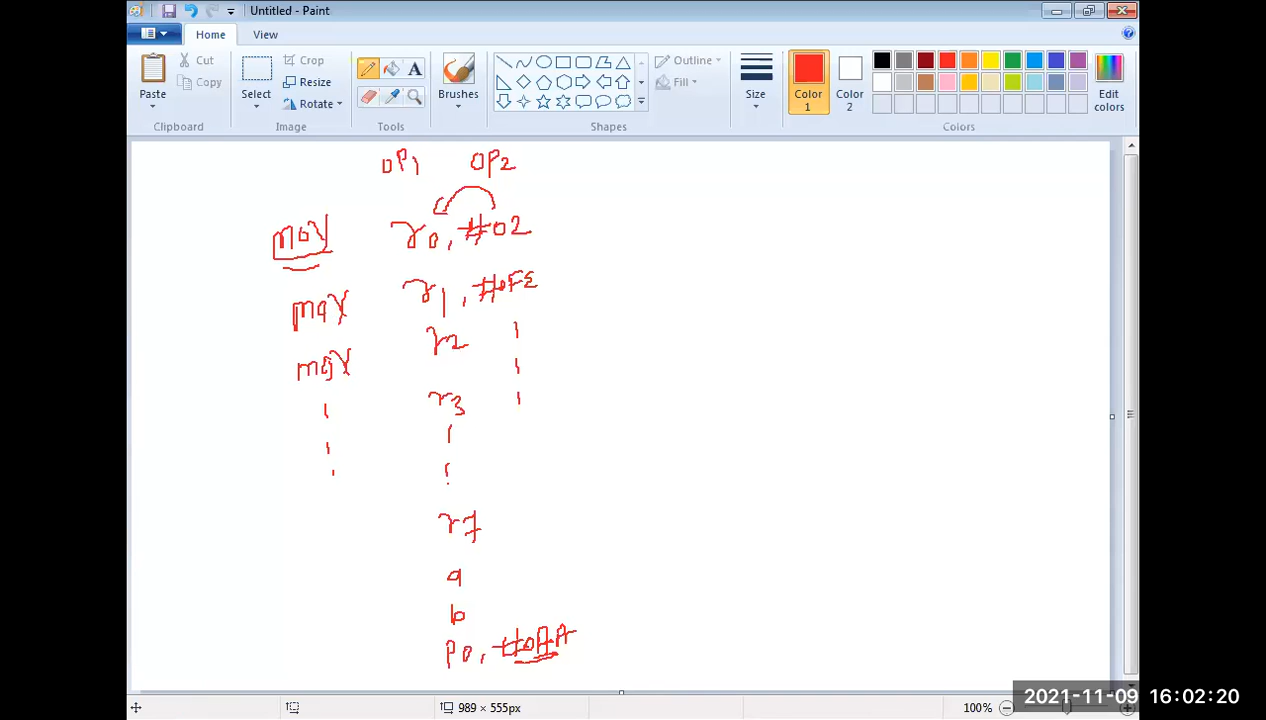 Untitled - Paint
Home View
Paste
Cut
Copy
Select
Crop
Resize
Rotate
Brushes
Outline
Fill
Size
Color 1
Color 2
Edit colors
Clipboard Image Tools Shapes Colors
OP1 OP2
mov r0, #02
mov r1, #0FE
mov r2
r3
r7
a
b
P0, #0AA
989 × 555px
100%
2021-11-09 16:02:20